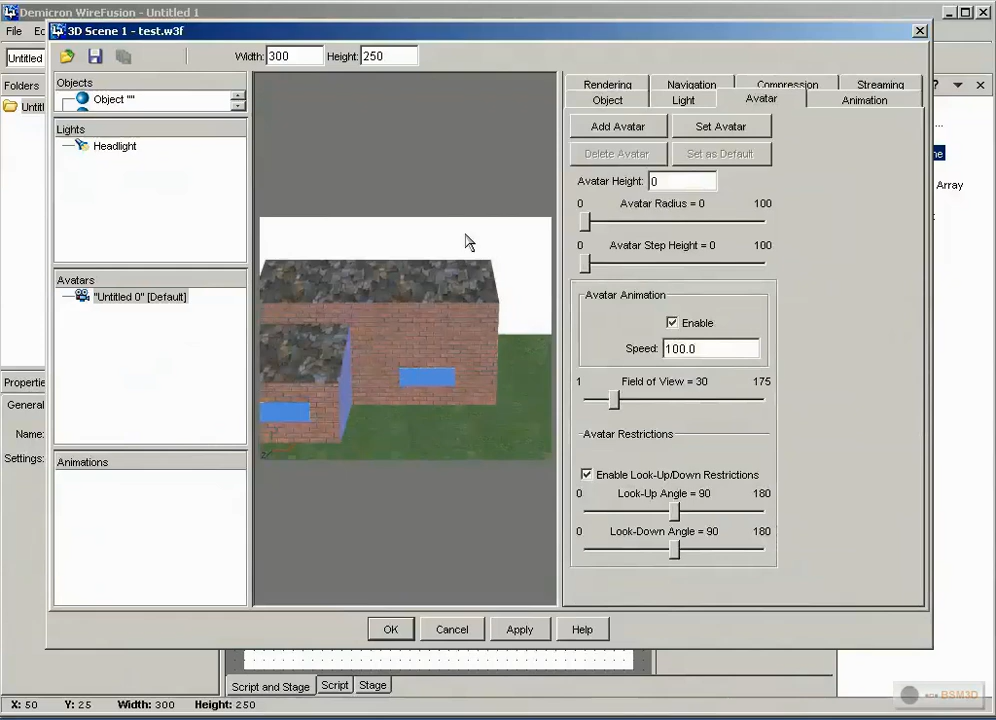 Demicron WireFusion - Untitled 1
File
3D Scene 1 - test.w3f
Width: 300 Height: 250
Untitled
Folders
Untitl
Objects
Object ""
Lights
Headlight
Avatars
"Untitled 0" [Default]
Animations
Properties
General
Name:
Settings:
Rendering Navigation Compression Streaming
Object Light Avatar Animation
Add Avatar Set Avatar
Delete Avatar Set as Default
Avatar Height: 0
0 Avatar Radius = 0 100
0 Avatar Step Height = 0 100
Avatar Animation
Enable
Speed: 100.0
1 Field of View = 30 175
Avatar Restrictions
Enable Look-Up/Down Restrictions
0 Look-Up Angle = 90 180
0 Look-Down Angle = 90 180
? 
...
ne
Array
OK Cancel Apply Help
Script and Stage Script Stage
X: 50 Y: 25 Width: 300 Height: 250
BSM3D